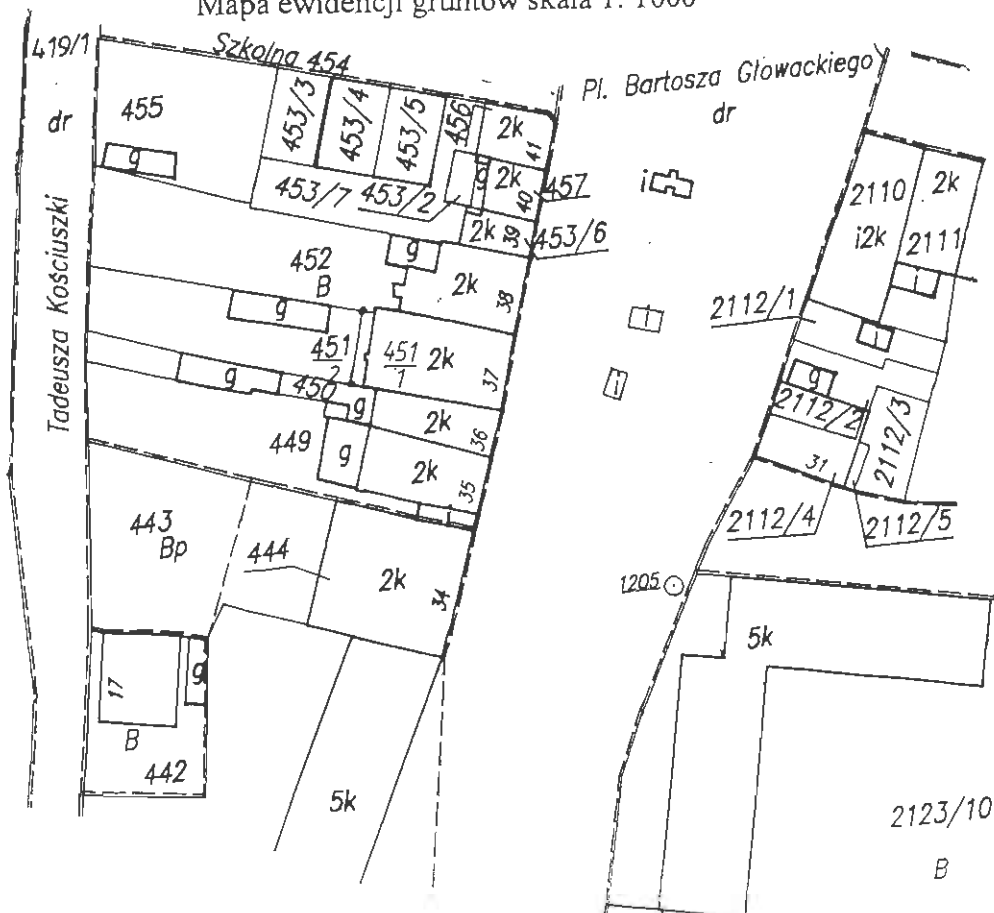 Mapa ewidencji gruntów skala 1: 1000
419/1
dr
Szkolna 454
Pl. Bartosza Głowackiego
dr
455
453/3
453/4
453/5
456
2k
41
g
453/7
453/2
g
2k
40
457
i
2110
2k
i2k
2111
Tadeusza Kościuszki
2k
39
453/6
452
B
g
2k
38
i
2112/1
i
g
451
2
451
1
2k
37
i
i
g
2112/2
2112/3
g
450
g
2k
36
449
g
2k
35
31
2112/4
2112/5
443
Bp
444
2k
34
1205
5k
17
g
B
442
5k
2123/10
B